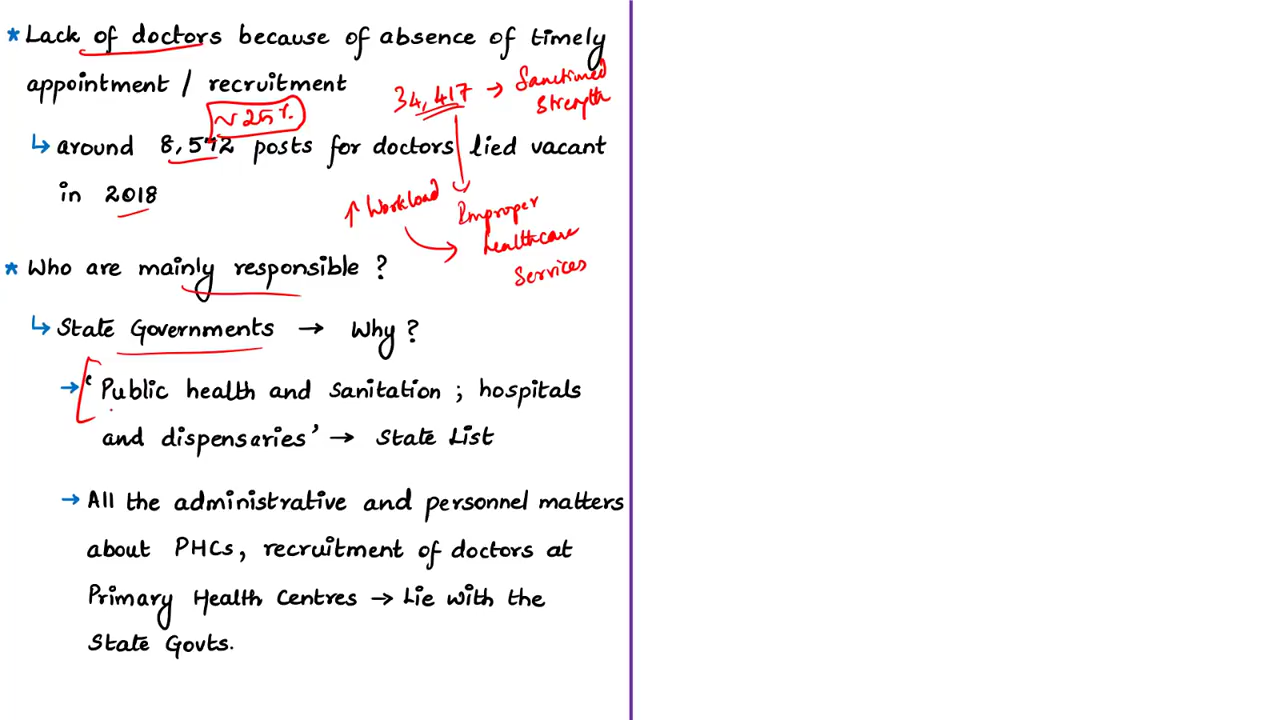 * Lack of doctors because of absence of timely
appointment / recruitment
34,417 → Sanctioned
Strength
~ 25%
↳ around 8,572 posts for doctors lied vacant
in 2018
↑ Workload
Improper
healthcare
Services
* Who are mainly responsible ?
↳ State Governments → Why ?
→ ‘Public health and sanitation ; hospitals
and dispensaries’ → State List
→ All the administrative and personnel matters
about PHCs, recruitment of doctors at
Primary Health Centres → Lie with the
State Govts.